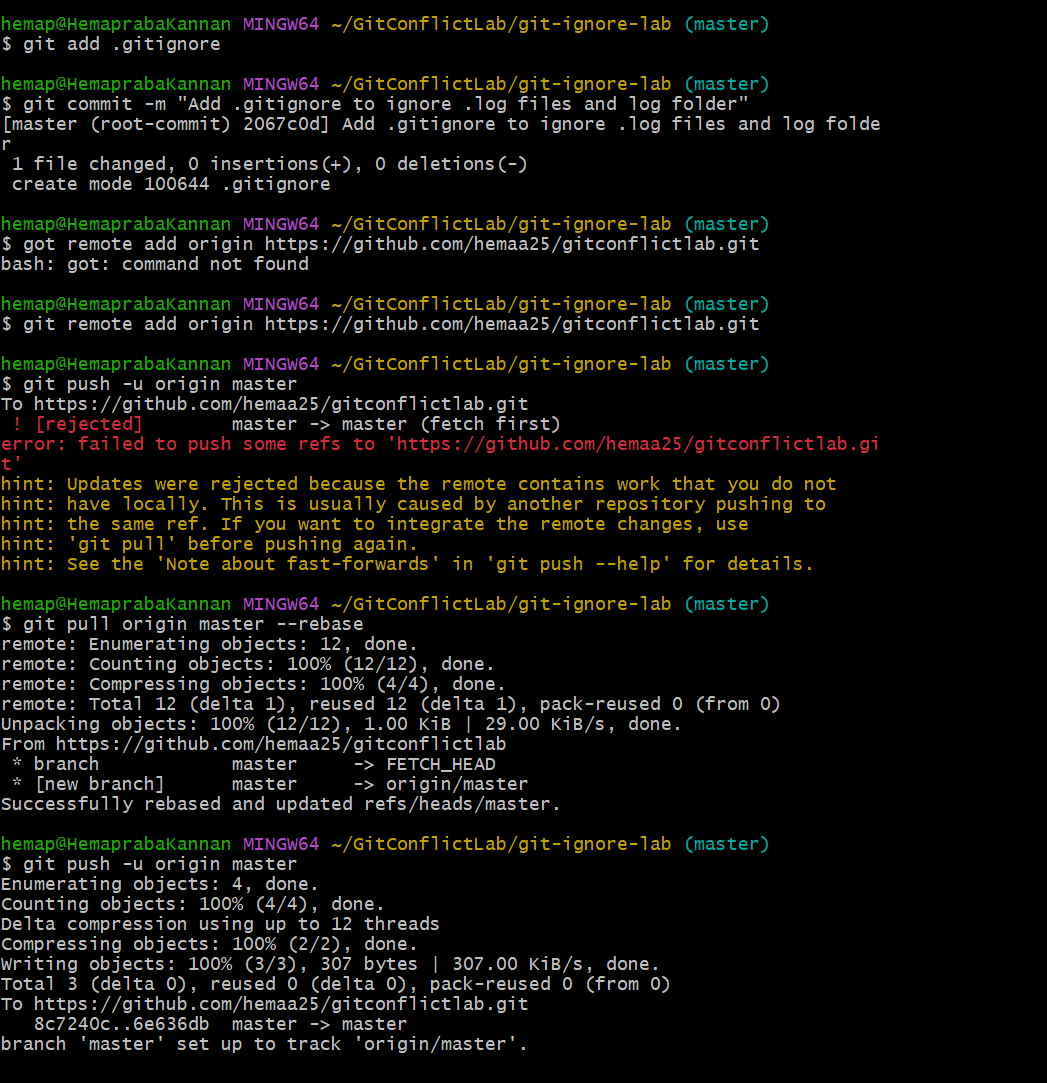 hemap@HemaprabaKannan MINGW64 ~/GitConflictLab/git-ignore-lab (master)
$ git add .gitignore
hemap@HemaprabaKannan MINGW64 ~/GitConflictLab/git-ignore-lab (master)
$ git commit -m "Add .gitignore to ignore .log files and log folder"
[master (root-commit) 2067c0d] Add .gitignore to ignore .log files and log folde
r
 1 file changed, 0 insertions(+), 0 deletions(-)
 create mode 100644 .gitignore
hemap@HemaprabaKannan MINGW64 ~/GitConflictLab/git-ignore-lab (master)
$ got remote add origin https://github.com/hemaa25/gitconflictlab.git
bash: got: command not found
hemap@HemaprabaKannan MINGW64 ~/GitConflictLab/git-ignore-lab (master)
$ git remote add origin https://github.com/hemaa25/gitconflictlab.git
hemap@HemaprabaKannan MINGW64 ~/GitConflictLab/git-ignore-lab (master)
$ git push -u origin master
To https://github.com/hemaa25/gitconflictlab.git
 ! [rejected]        master -> master (fetch first)
error: failed to push some refs to 'https://github.com/hemaa25/gitconflictlab.gi
t'
hint: Updates were rejected because the remote contains work that you do not
hint: have locally. This is usually caused by another repository pushing to
hint: the same ref. If you want to integrate the remote changes, use
hint: 'git pull' before pushing again.
hint: See the 'Note about fast-forwards' in 'git push --help' for details.
hemap@HemaprabaKannan MINGW64 ~/GitConflictLab/git-ignore-lab (master)
$ git pull origin master --rebase
remote: Enumerating objects: 12, done.
remote: Counting objects: 100% (12/12), done.
remote: Compressing objects: 100% (4/4), done.
remote: Total 12 (delta 1), reused 12 (delta 1), pack-reused 0 (from 0)
Unpacking objects: 100% (12/12), 1.00 KiB | 29.00 KiB/s, done.
From https://github.com/hemaa25/gitconflictlab
 * branch            master     -> FETCH_HEAD
 * [new branch]      master     -> origin/master
Successfully rebased and updated refs/heads/master.
hemap@HemaprabaKannan MINGW64 ~/GitConflictLab/git-ignore-lab (master)
$ git push -u origin master
Enumerating objects: 4, done.
Counting objects: 100% (4/4), done.
Delta compression using up to 12 threads
Compressing objects: 100% (2/2), done.
Writing objects: 100% (3/3), 307 bytes | 307.00 KiB/s, done.
Total 3 (delta 0), reused 0 (delta 0), pack-reused 0 (from 0)
To https://github.com/hemaa25/gitconflictlab.git
   8c7240c..6e636db  master -> master
branch 'master' set up to track 'origin/master'.